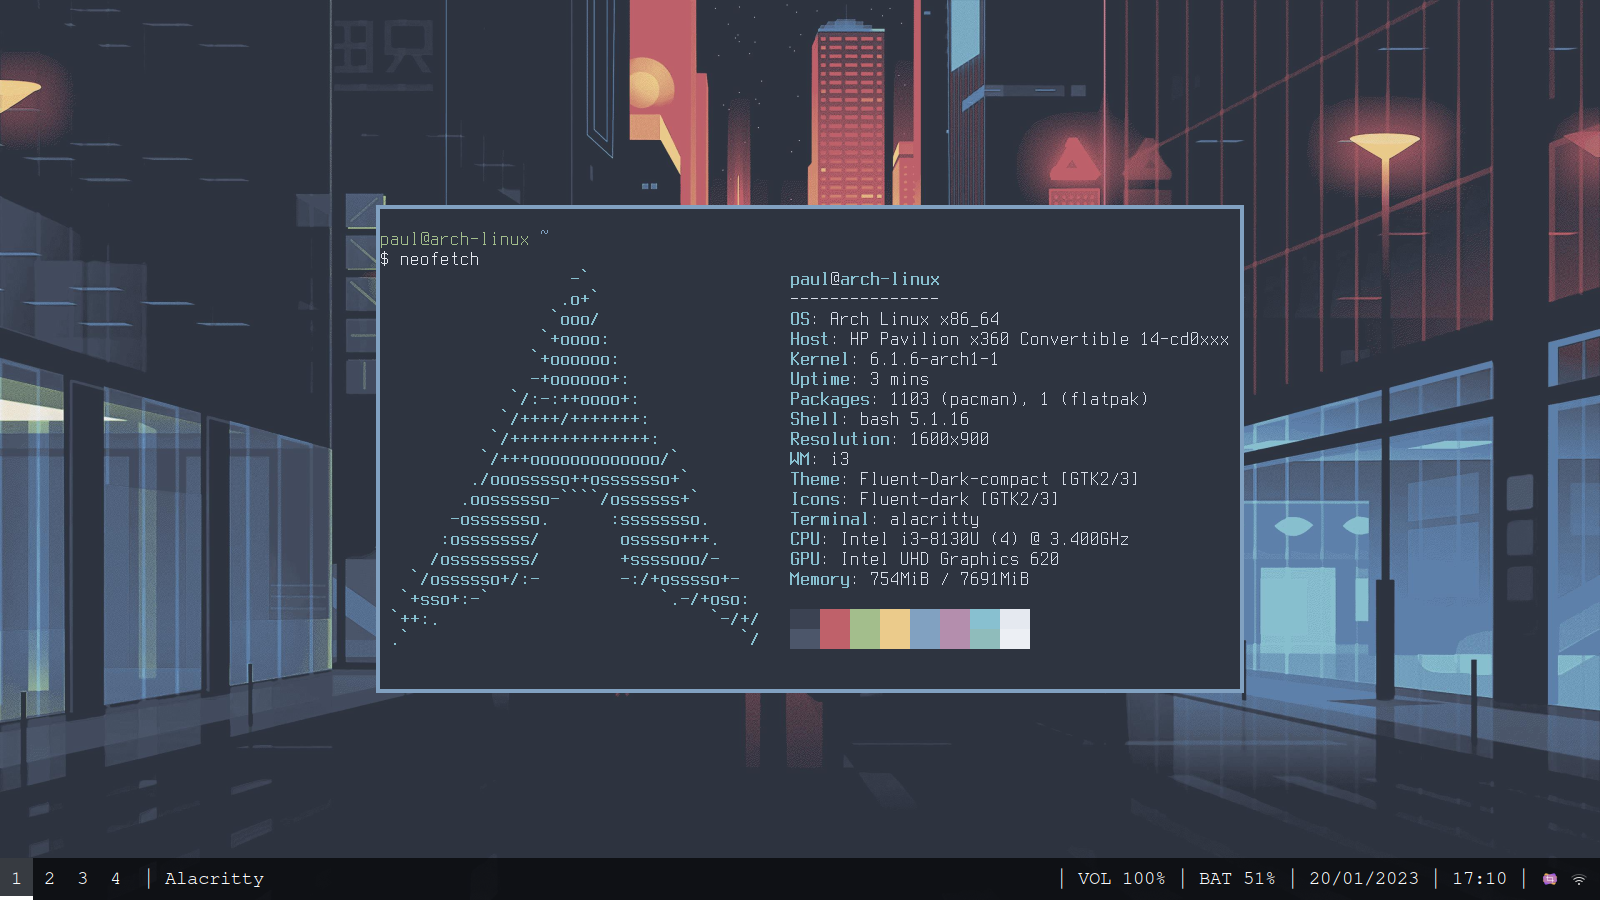 paul@arch-linux ~
$ neofetch
-`
.o+`
`ooo/
`+oooo:
`+oooooo:
-+oooooo+:
`/:-:++oooo+:
`/++++/+++++++:
`/++++++++++++++:
`/+++ooooooooooooo/`
./ooosssso++osssssso+`
.oossssso-````/ossssss+`
-osssssso.      :ssssssso.
:osssssss/        osssso+++.
/ossssssss/        +ssssooo/-
`/ossssso+/:-        -:/+osssso+-
`+sso+:-`                 `.-/+oso:
`++:.                           `-/+/
.`                                 `/
paul@arch-linux
---------------
OS: Arch Linux x86_64
Host: HP Pavilion x360 Convertible 14-cd0xxx
Kernel: 6.1.6-arch1-1
Uptime: 3 mins
Packages: 1103 (pacman), 1 (flatpak)
Shell: bash 5.1.16
Resolution: 1600x900
WM: i3
Theme: Fluent-Dark-compact [GTK2/3]
Icons: Fluent-dark [GTK2/3]
Terminal: alacritty
CPU: Intel i3-8130U (4) @ 3.400GHz
GPU: Intel UHD Graphics 620
Memory: 754MiB / 7691MiB
1 2 3 4 | Alacritty | VOL 100% | BAT 51% | 20/01/2023 | 17:10 |